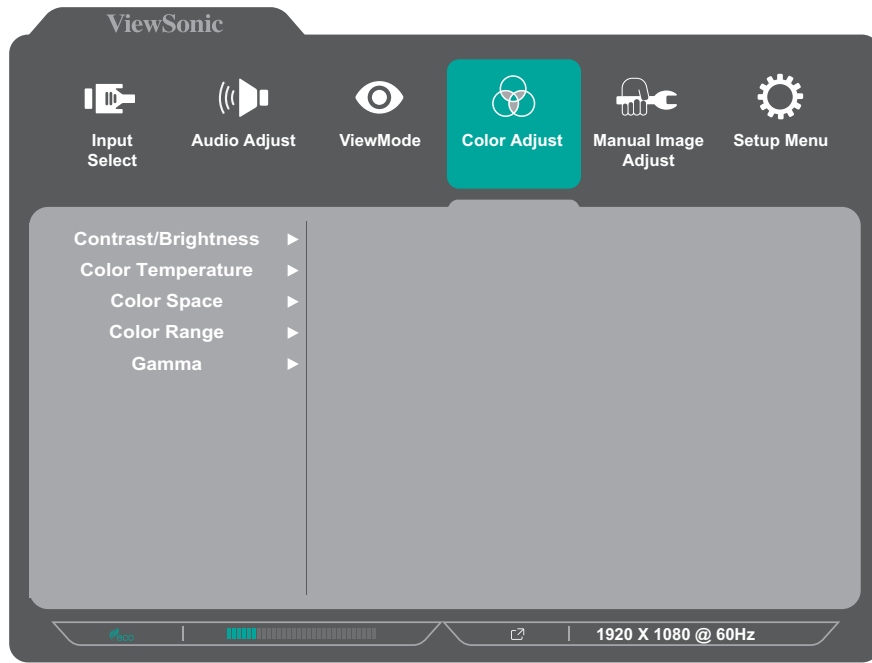 ViewSonic
Input
Select
Audio Adjust
ViewMode
Color Adjust
Manual Image
Adjust
Setup Menu
Contrast/Brightness
Color Temperature
Color Space
Color Range
Gamma
eco
1920 X 1080 @ 60Hz